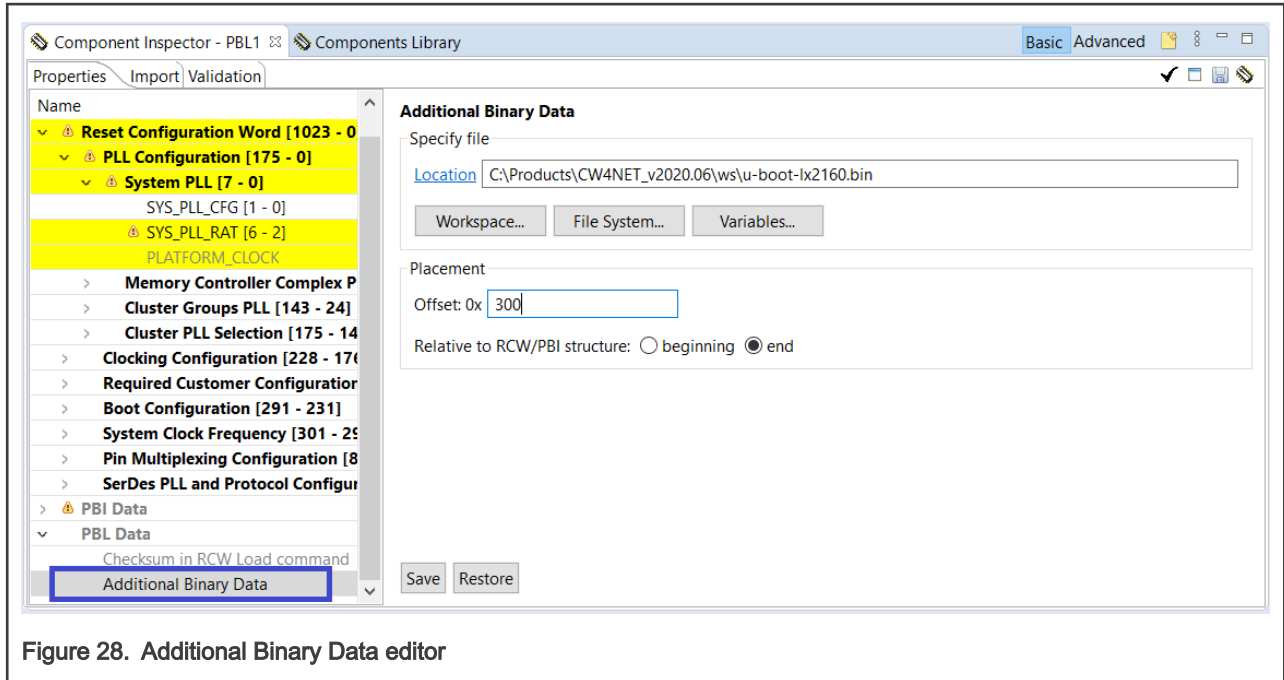 Component Inspector - PBL1 Components Library Basic Advanced
Properties Import Validation
Name
Reset Configuration Word [1023 - 0
PLL Configuration [175 - 0]
System PLL [7 - 0]
SYS_PLL_CFG [1 - 0]
SYS_PLL_RAT [6 - 2]
PLATFORM_CLOCK
Memory Controller Complex P
Cluster Groups PLL [143 - 24]
Cluster PLL Selection [175 - 14
Clocking Configuration [228 - 176
Required Customer Configuration
Boot Configuration [291 - 231]
System Clock Frequency [301 - 29
Pin Multiplexing Configuration [8
SerDes PLL and Protocol Configur
PBI Data
PBL Data
Checksum in RCW Load command
Additional Binary Data
Additional Binary Data
Specify file
Location C:\Products\CW4NET_v2020.06\ws\u-boot-lx2160.bin
Workspace... File System... Variables...
Placement
Offset: 0x 300
Relative to RCW/PBI structure: beginning end
Save Restore
Figure 28. Additional Binary Data editor